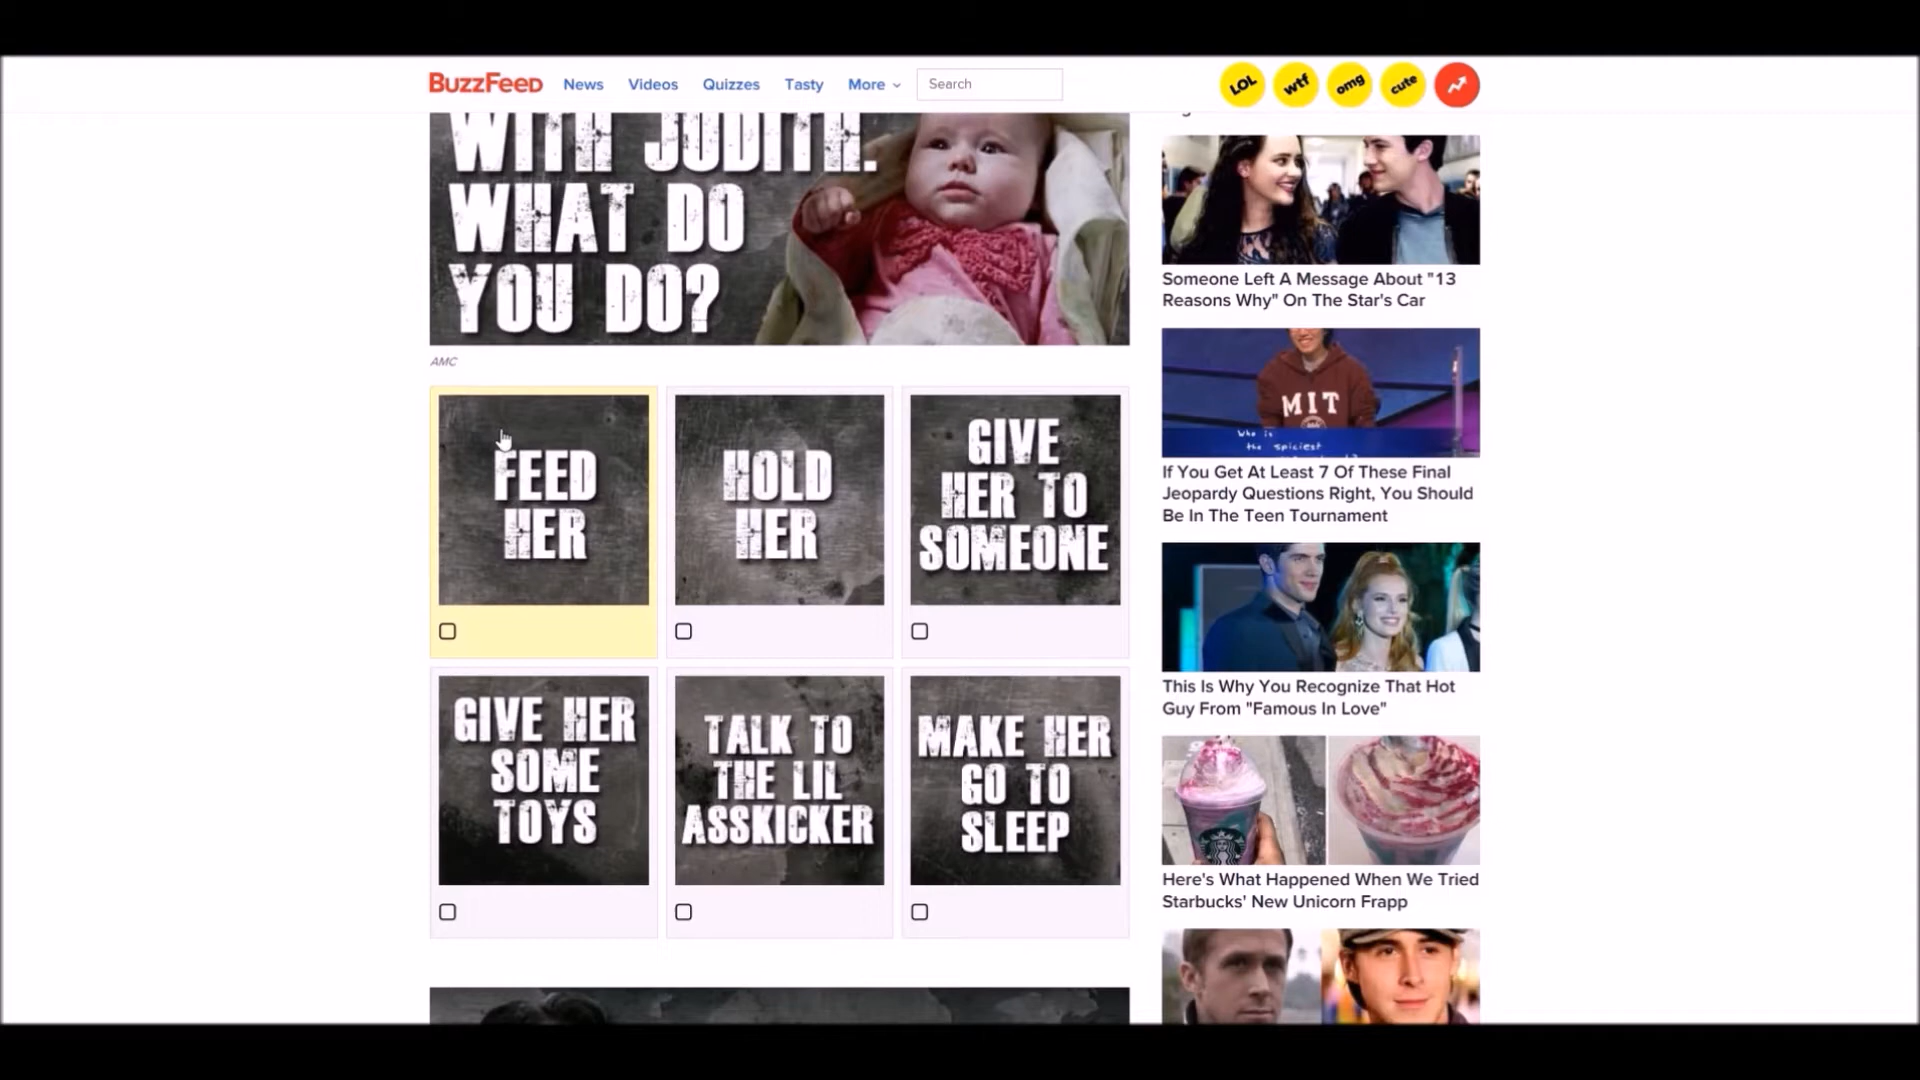 BuzzFeeD News Videos Quizzes Tasty More Search LOL wtf omg cute
WITH JUDITH.
WHAT DO
YOU DO?
AMC
FEED
HER
HOLD
HER
GIVE
HER TO
SOMEONE
GIVE HER
SOME
TOYS
TALK TO
THE LIL
ASSKICKER
MAKE HER
GO TO
SLEEP
Someone Left A Message About "13
Reasons Why" On The Star's Car
MIT
Who is
the spiciest
If You Get At Least 7 Of These Final
Jeopardy Questions Right, You Should
Be In The Teen Tournament
This Is Why You Recognize That Hot
Guy From "Famous In Love"
Here's What Happened When We Tried
Starbucks' New Unicorn Frapp